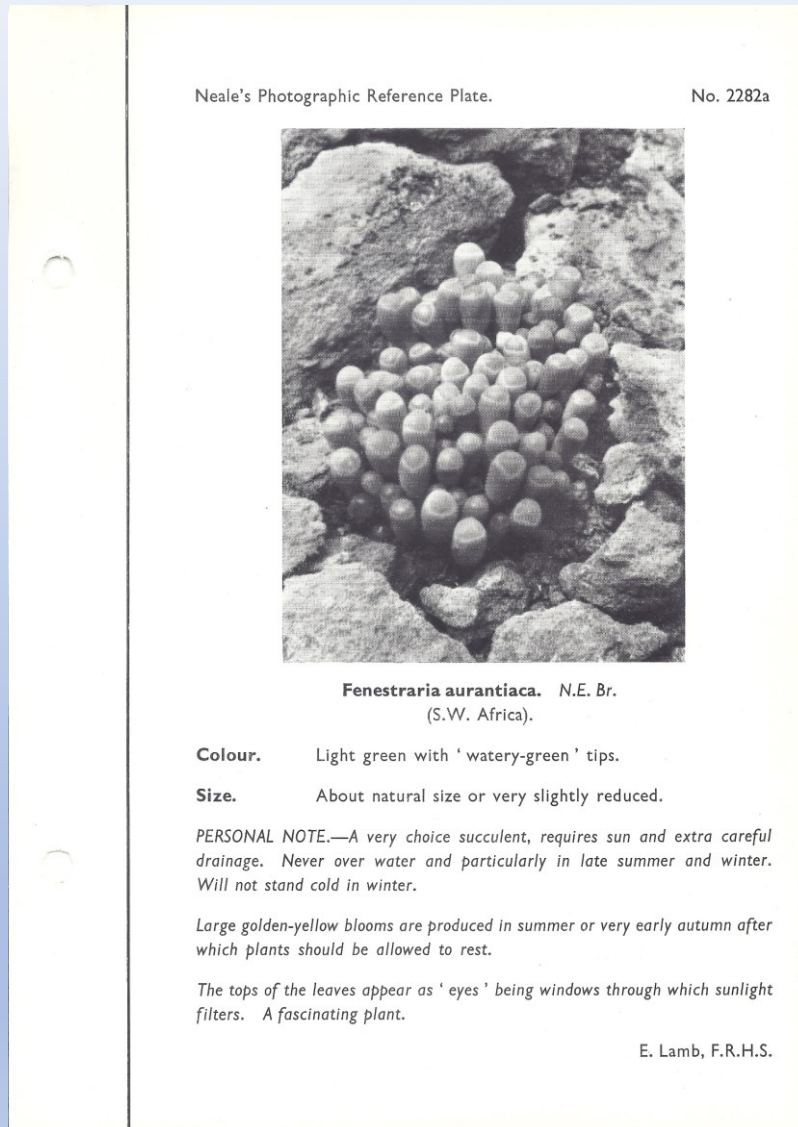 Neale's Photographic Reference Plate. No. 2282a
Fenestraria aurantiaca. N.E. Br.
(S.W. Africa).
Colour. Light green with ' watery-green ' tips.
Size. About natural size or very slightly reduced.
PERSONAL NOTE.—A very choice succulent, requires sun and extra careful
drainage. Never over water and particularly in late summer and winter.
Will not stand cold in winter.
Large golden-yellow blooms are produced in summer or very early autumn after
which plants should be allowed to rest.
The tops of the leaves appear as ' eyes ' being windows through which sunlight
filters. A fascinating plant.
E. Lamb, F.R.H.S.